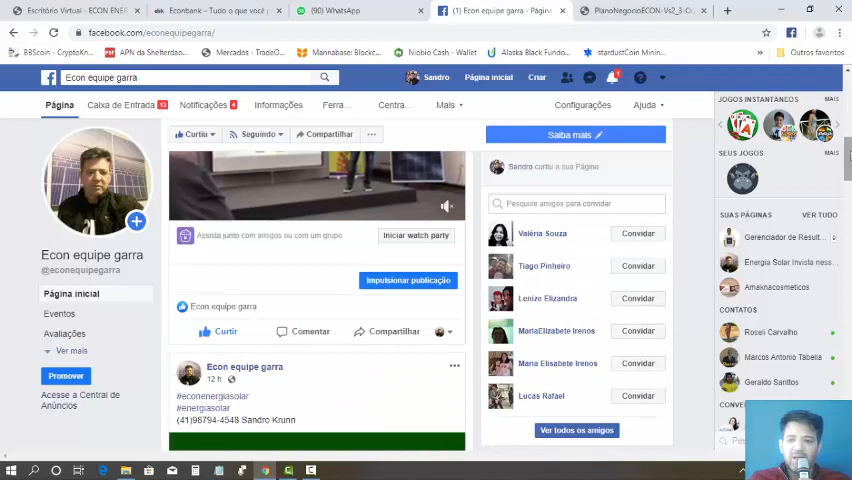 Escritório Virtual - ECON ENER
Econbank – Tudo o que você p
(90) WhatsApp
(1) Econ equipe garra - Página
PlanoNegocioECON-Vs2_3-Ou
facebook.com/econequipegarra/
BBScoin - CryptoKn
APN da Shelterdao...
Mercados - TradeO...
Mannabase: Blockc...
Niobio Cash - Wallet
Alaska Black Fundo...
stardustCoin Minin...
Outros favoritos
Econ equipe garra
Sandro
Página inicial
Criar
1
Página
Caixa de Entrada 13
Notificações 4
Informações
Ferra...
Centra...
Mais
Configurações
Ajuda
Curtiu
Seguindo
Compartilhar
Saiba mais
Sandro curtiu a sua Página
Pesquise amigos para convidar
Assista junto com amigos ou com um grupo
Iniciar watch party
Impulsionar publicação
Econ equipe garra
Curtir
Comentar
Compartilhar
Econ equipe garra
12 h
#econenergiasolar
#energiasolar
(41)98794-4548 Sandro Krunn
Econ equipe garra
@econequipegarra
Página inicial
Eventos
Avaliações
Ver mais
Promover
Acesse a Central de
Anúncios
Valéria Souza
Convidar
Tiago Pinheiro
Convidar
Lenize Elizandra
Convidar
MariaElizabete Imoenos
Convidar
Maria Elisabete Irenos
Convidar
Lucas Rafael
Convidar
Ver todos os amigos
JOGOS INSTANTÂNEOS
MAIS
SEUS JOGOS
MAIS
SUAS PÁGINAS
VER TUDO
Gerenciador de Result...
Energia Solar Invista ness...
Amakhacosmeticos
CONTATOS
Roseli Carvalho
Marcos Antonio Tabella
Geraldo Santtos
CONVE